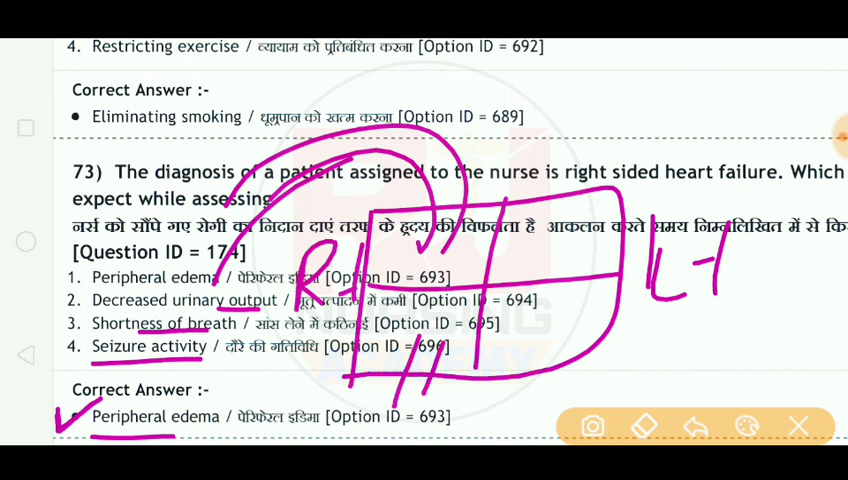 4. Restricting exercise / व्यायाम को प्रतिबंधित करना [Option ID = 692]
Correct Answer :-
• Eliminating smoking / धूम्रपान को खत्म करना [Option ID = 689]
73) The diagnosis of a patient assigned to the nurse is right sided heart failure. Which
expect while assessing
नर्स को सौंपे गए रोगी का निदान दाएं तरफ के हृदय की विफलता है आकलन करते समय निम्नलिखित में से
[Question ID = 174]
1. Peripheral edema / पेरिफेरल इडिमा [Option ID = 693]
2. Decreased urinary output / मूत्र उत्पादन में कमी [Option ID = 694]
3. Shortness of breath / सांस लेने में कठिनाई [Option ID = 695]
4. Seizure activity / दौरे की गतिविधि [Option ID = 696]
R L
NURSING
ACADEMY
Correct Answer :-
• Peripheral edema / पेरिफेरल इडिमा [Option ID = 693]